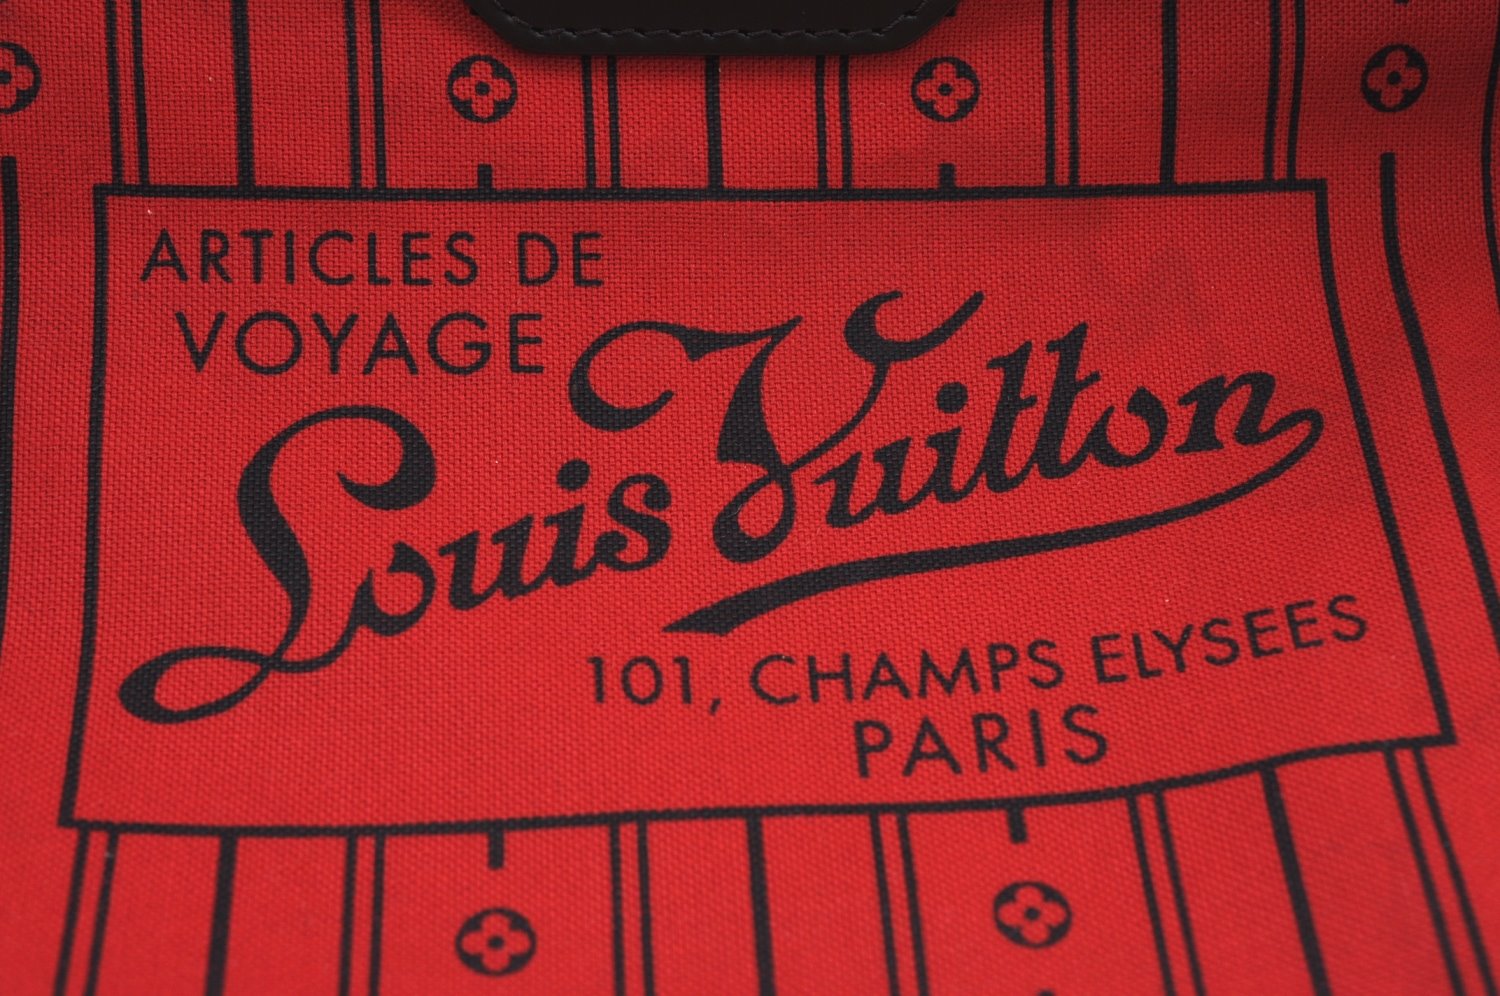 ARTICLES DE
VOYAGE
Louis Vuitton
101, CHAMPS ELYSEES
PARIS